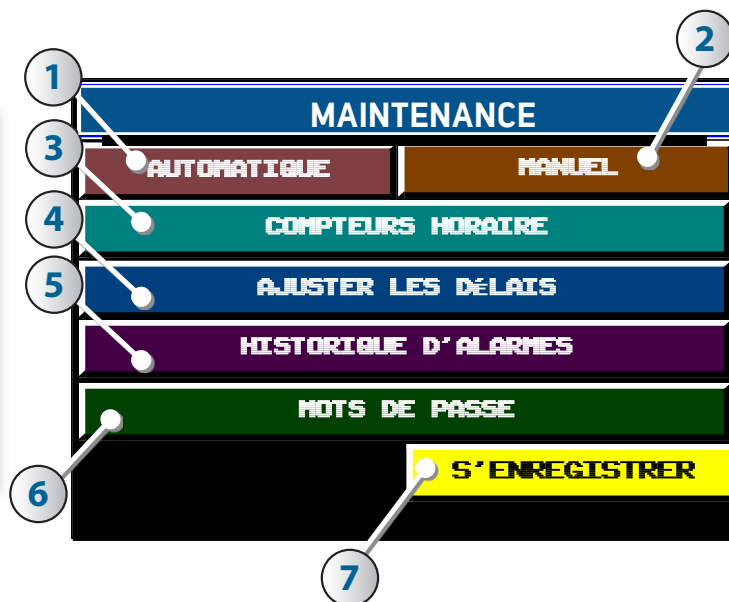 2
1
MAINTENANCE
3
AUTOMATIQUE MANUEL
4
COMPTEURS HORAIRE
5
AJUSTER LES DÉLAIS
HISTORIQUE D'ALARMES
MOTS DE PASSE
6
S'ENREGISTRER
7